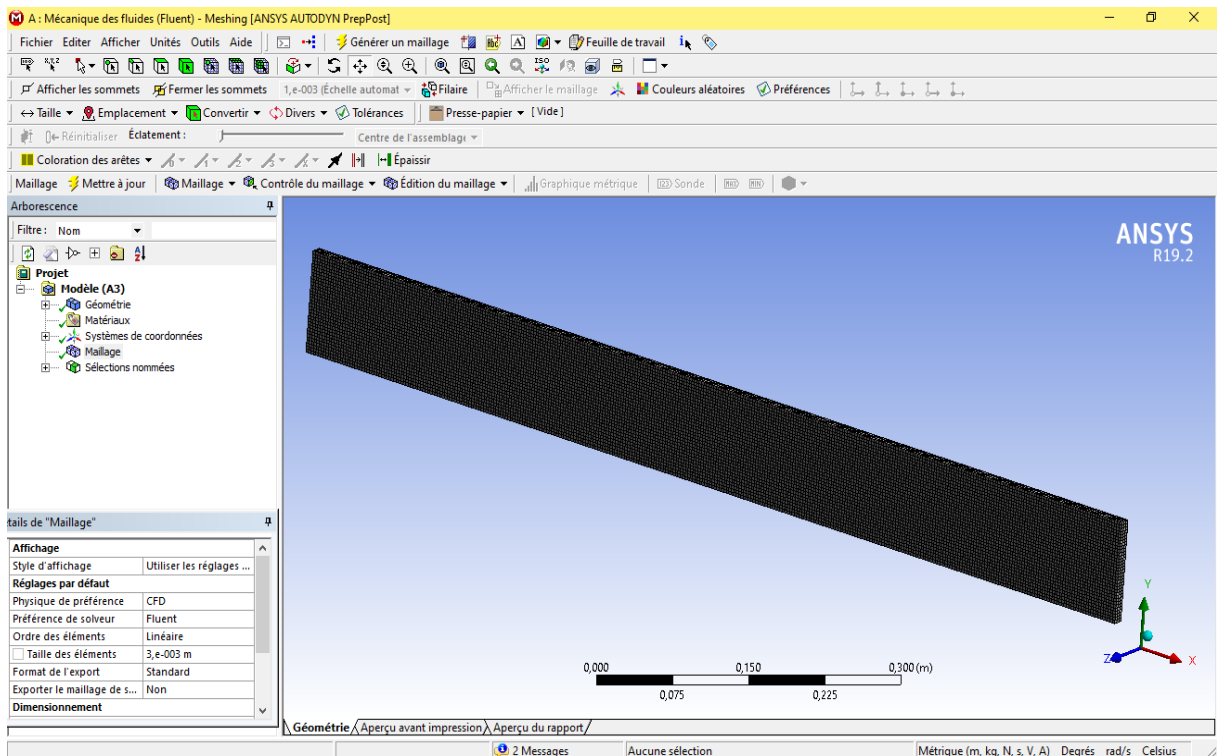 A : Mécanique des fluides (Fluent) - Meshing [ANSYS AUTODYN PrepPost]
Fichier Editer Afficher Unités Outils Aide Générer un maillage Feuille de travail
Afficher les sommets Fermer les sommets 1,e-003 (Échelle automat Filaire Afficher le maillage Couleurs aléatoires Préférences
Taille Emplacement Convertir Divers Tolérances Presse-papier [Vide]
Réinitialiser Éclatement : Centre de l'assemblage
Coloration des arêtes Épaissir
Maillage Mettre à jour Maillage Contrôle du maillage Édition du maillage Graphique métrique Sonde MAX MIN
Arborescence
Filtre : Nom
Projet
Modèle (A3)
Géométrie
Matériaux
Systèmes de coordonnées
Maillage
Sélections nommées
ANSYS
R19.2
tails de "Maillage"
Affichage
Style d'affichage Utiliser les réglages ...
Réglages par défaut
Physique de préférence CFD
Préférence de solveur Fluent
Ordre des éléments Linéaire
Taille des éléments 3,e-003 m
Format de l'export Standard
Exporter le maillage de s... Non
Dimensionnement
Y
Z
X
0,000 0,150 0,300 (m)
0,075 0,225
Géométrie Aperçu avant impression Aperçu du rapport
2 Messages Aucune sélection Métrique (m, kg, N, s, V, A) Degrés rad/s Celsius